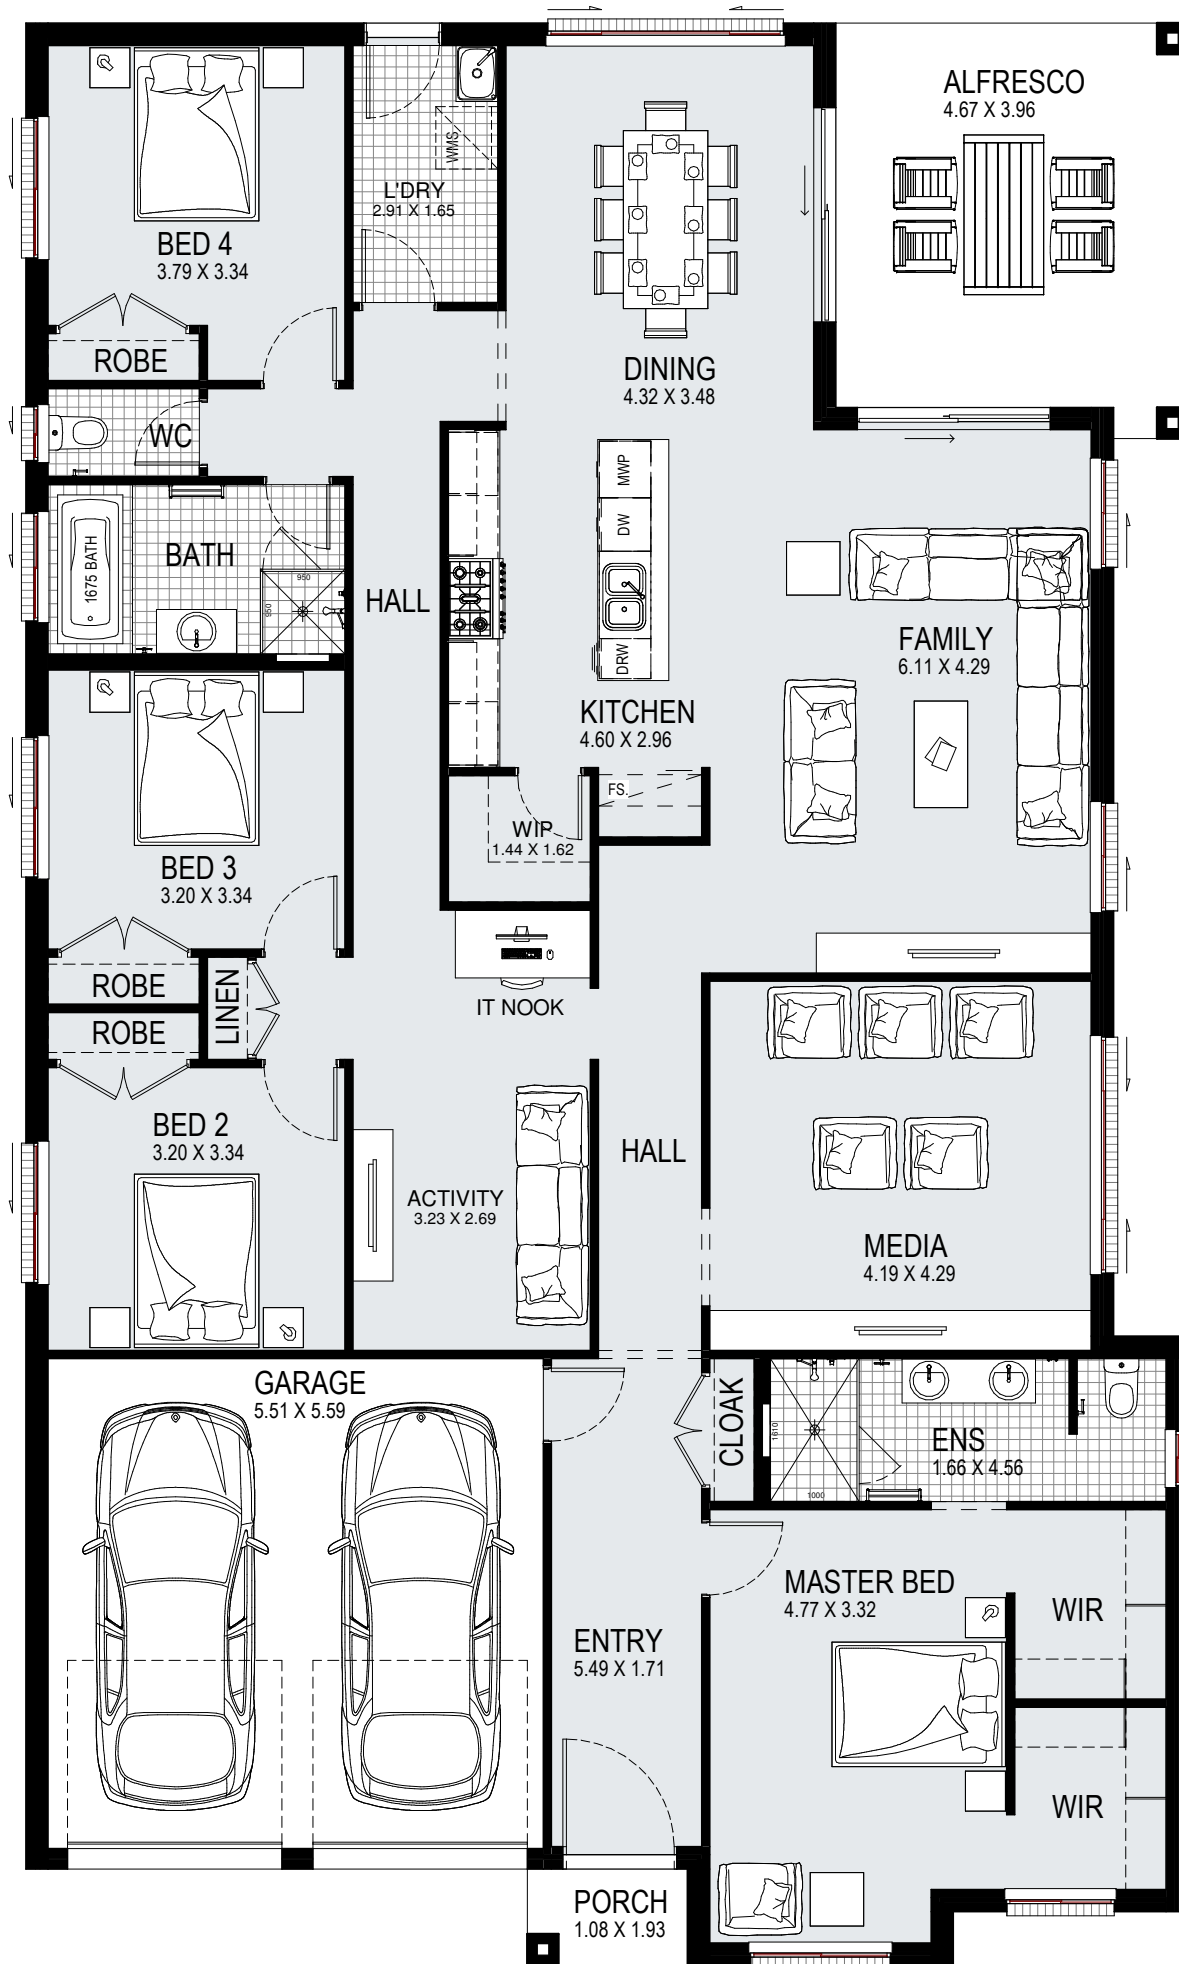 ALFRESCO
4.67 X 3.96
WMS
L'DRY
2.91 X 1.65
BED 4
3.79 X 3.34
ROBE
DINING
4.32 X 3.48
WC
MWP
DW
DRW
1675 BATH
BATH
950
950
HALL
FAMILY
6.11 X 4.29
KITCHEN
4.60 X 2.96
FS.
WIP
1.44 X 1.62
BED 3
3.20 X 3.34
ROBE
LINEN
IT NOOK
ROBE
BED 2
3.20 X 3.34
HALL
ACTIVITY
3.23 X 2.69
MEDIA
4.19 X 4.29
GARAGE
5.51 X 5.59
CLOAK
1610
1000
ENS
1.66 X 4.56
MASTER BED
4.77 X 3.32
WIR
ENTRY
5.49 X 1.71
WIR
PORCH
1.08 X 1.93